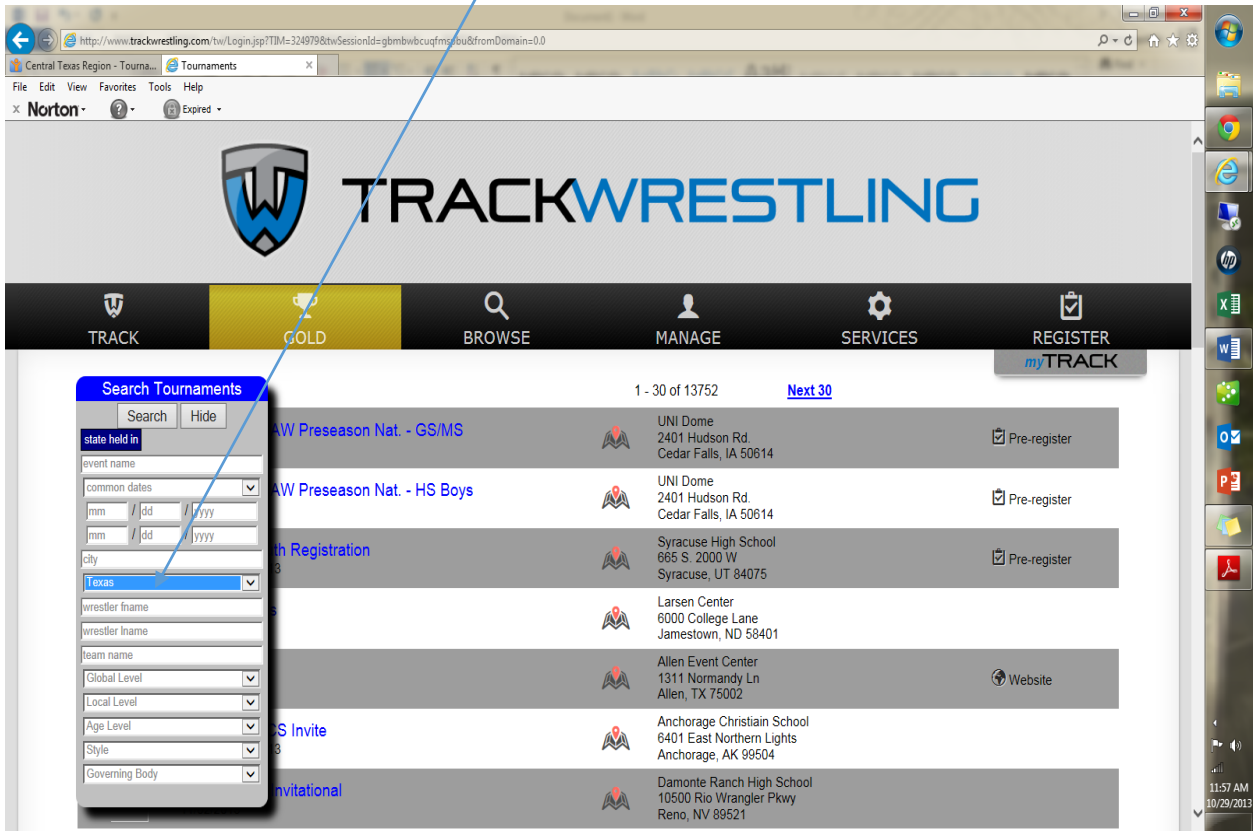 http://www.trackwrestling.com/tw/Login.jsp?TIM=324979&twSessionId=
Central Texas Region - Tourna...
Tournaments
File Edit View Favorites Tools Help
x Norton
Expired
TRACKWRESTLING
TRACK
GOLD
BROWSE
MANAGE
SERVICES
REGISTER
myTRACK
Search Tournaments
Search
Hide
state held in
event name
common dates
mm / dd / yyyy
mm / dd / yyyy
city
Texas
wrestler fname
wrestler lname
team name
Global Level
Local Level
Age Level
Style
Governing Body
1 - 30 of 13752
Next 30
AW Preseason Nat. - GS/MS
UNI Dome
2401 Hudson Rd.
Cedar Falls, IA 50614
Pre-register
AW Preseason Nat. - HS Boys
UNI Dome
2401 Hudson Rd.
Cedar Falls, IA 50614
Pre-register
th Registration
3
Syracuse High School
665 S. 2000 W
Syracuse, UT 84075
Pre-register
s
Larsen Center
6000 College Lane
Jamestown, ND 58401
Allen Event Center
1311 Normandy Ln
Allen, TX 75002
Website
CS Invite
3
Anchorage Christiain School
6401 East Northern Lights
Anchorage, AK 99504
nvitational
Damonte Ranch High School
10500 Rio Wrangler Pkwy
Reno, NV 89521
11:57 AM
10/29/2013